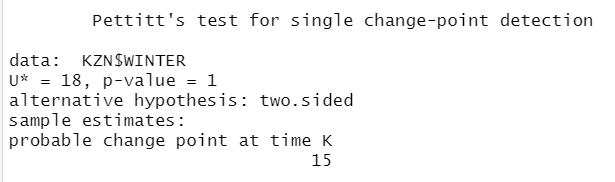 Pettitt's test for single change-point detection
data: KZN$WINTER
U* = 18, p-value = 1
alternative hypothesis: two.sided
sample estimates:
probable change point at time K
15